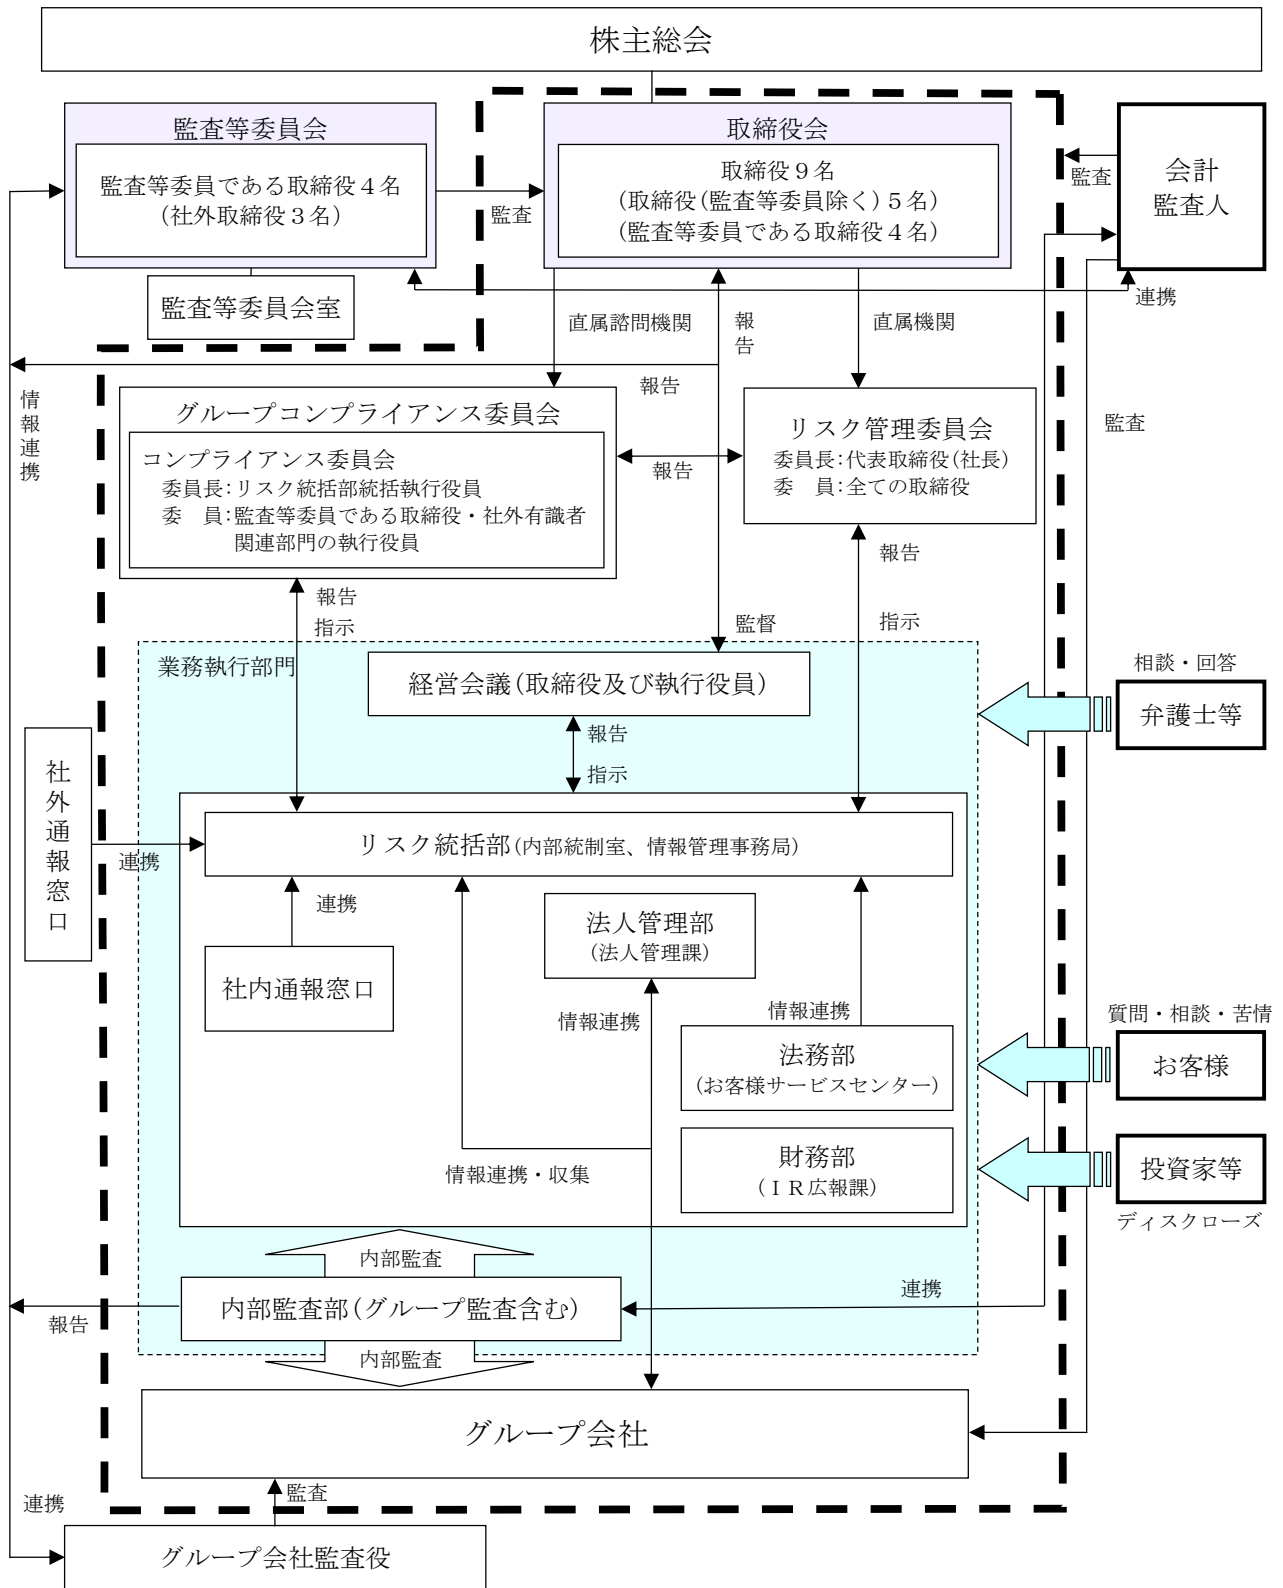 株主総会
監査等委員会
監査等委員である取締役４名
(社外取締役３名)
監査等委員会室
監査
取締役会
取締役９名
(取締役(監査等委員除く)５名)
(監査等委員である取締役４名)
監査
会計
監査人
連携
直属諮問機関
報告
直属機関
報告
情報連携
監査
グループコンプライアンス委員会
コンプライアンス委員会
委員長:リスク統括部統括執行役員
委　員:監査等委員である取締役・社外有識者
関連部門の執行役員
報告
リスク管理委員会
委員長:代表取締役(社長)
委　員:全ての取締役
報告
指示
監督
報告
指示
業務執行部門
経営会議(取締役及び執行役員)
報告
指示
相談・回答
弁護士等
社外通報窓口
連携
リスク統括部(内部統制室、情報管理事務局)
連携
社内通報窓口
法人管理部
(法人管理課)
情報連携
情報連携
法務部
(お客様サービスセンター)
質問・相談・苦情
お客様
情報連携・収集
財務部
(ＩＲ広報課)
投資家等
ディスクローズ
内部監査
内部監査部(グループ監査含む)
連携
報告
内部監査
グループ会社
監査
連携
グループ会社監査役